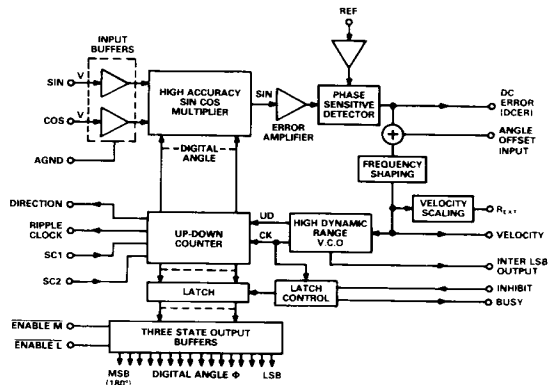 REF
INPUT
BUFFERS
SIN
V
COS
V
AGND
HIGH ACCURACY
SIN COS
MULTIPLIER
SIN
ERROR
AMPLIFIER
PHASE
SENSITIVE
DETECTOR
DC
ERROR
(DCER)
+
ANGLE
OFFSET
INPUT
FREQUENCY
SHAPING
DIGITAL
ANGLE
VELOCITY
SCALING
REXT
DIRECTION
RIPPLE
CLOCK
SC1
SC2
UP-DOWN
COUNTER
UD
CK
HIGH DYNAMIC
RANGE
V.C.O
VELOCITY
INTER LSB
OUTPUT
LATCH
LATCH
CONTROL
INHIBIT
BUSY
ENABLE M
ENABLE L
THREE STATE OUTPUT
BUFFERS
MSB
(180°)
DIGITAL ANGLE Φ
LSB